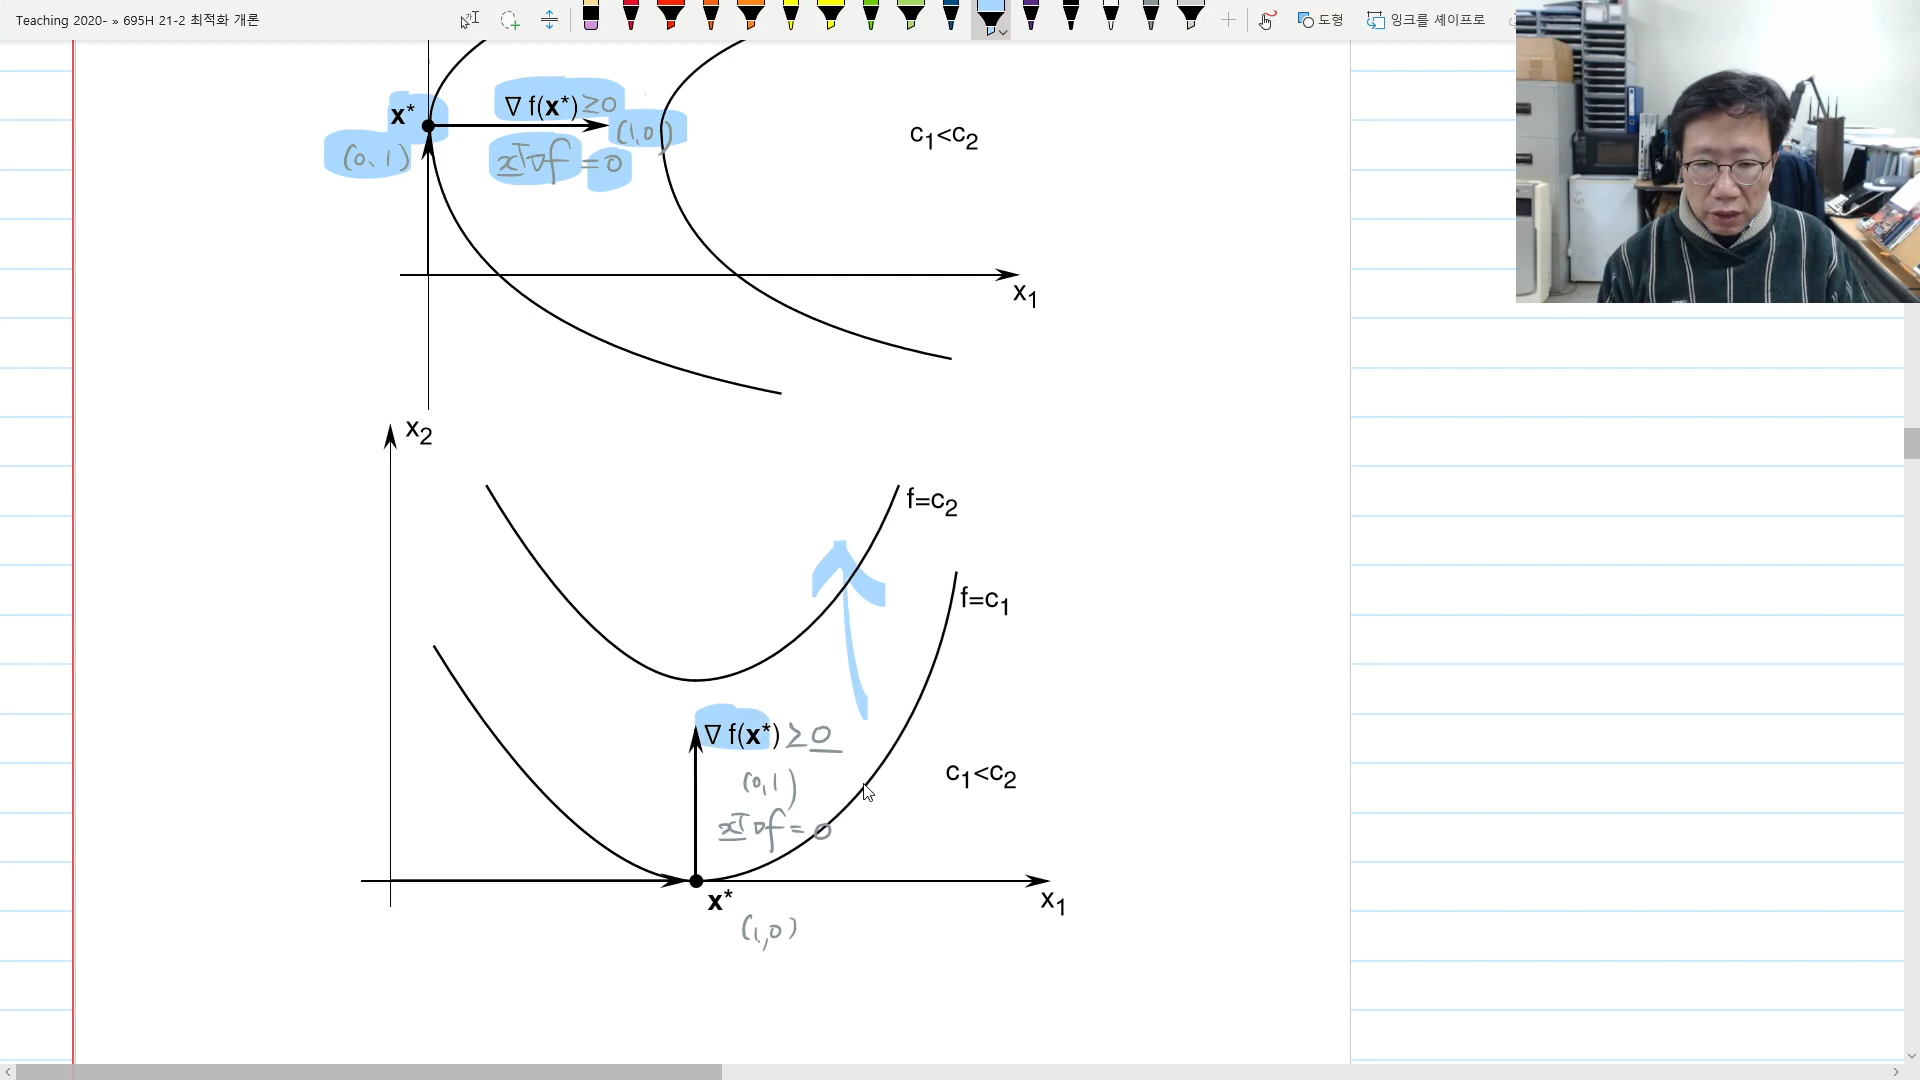 Teaching 2020- » 695H 21-2 최적화 개론
도형
잉크를 셰이프로
x*
∇ f(x*) ≥0
(1,0)
(0,1)
xᵀ∇f = 0
c₁<c₂
x₁
x₂
f=c₂
f=c₁
∇ f(x*) ≥ 0
(0,1)
xᵀ∇f = 0
c₁<c₂
x*
x₁
(1,0)